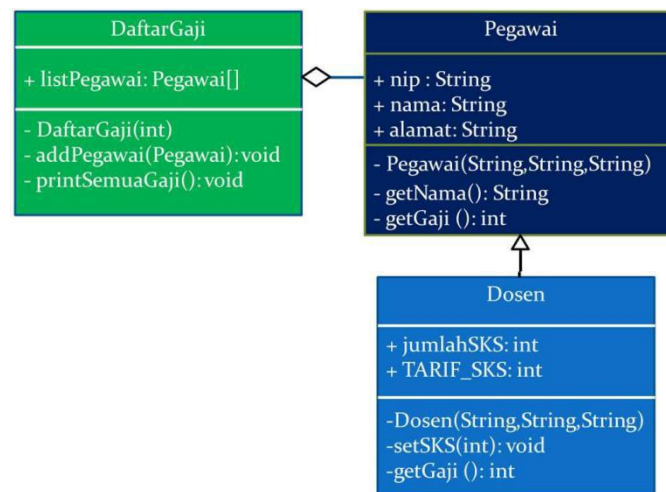 DaftarGaji
+ listPegawai: Pegawai[]
- DaftarGaji(int)
- addPegawai(Pegawai): void
- printSemuaGaji(): void
Pegawai
+ nip : String
+ nama: String
+ alamat: String
- Pegawai(String,String,String)
- getNama(): String
- getGaji (): int
Dosen
+ jumlahSKS: int
+ TARIF_SKS: int
-Dosen(String,String,String)
-setSKS(int): void
-getGaji (): int